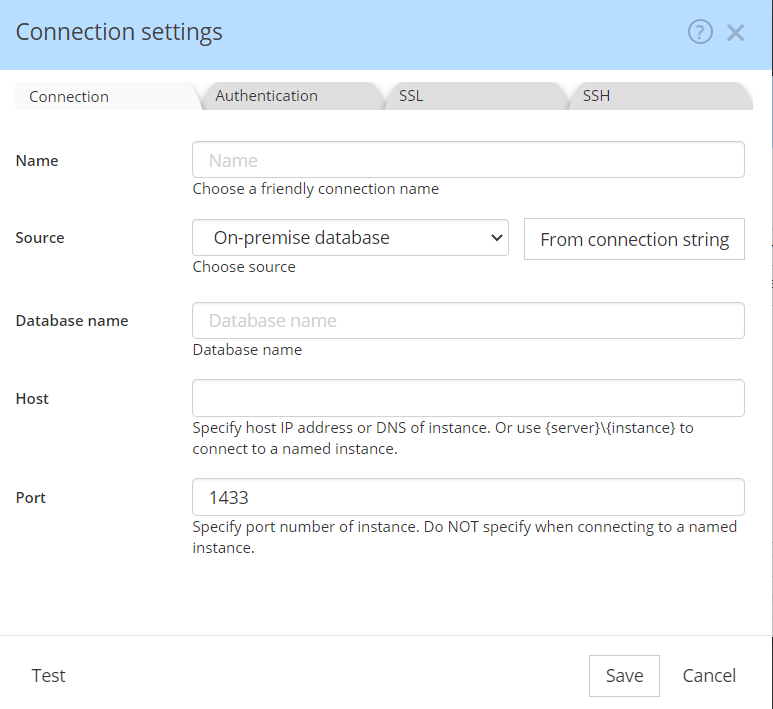 Connection settings
?
Connection
Authentication
SSL
SSH
Name
Name
Choose a friendly connection name
Source
On-premise database
From connection string
Choose source
Database name
Database name
Database name
Host
Specify host IP address or DNS of instance. Or use {server}\{instance} to
connect to a named instance.
Port
1433
Specify port number of instance. Do NOT specify when connecting to a named
instance.
Test
Save
Cancel